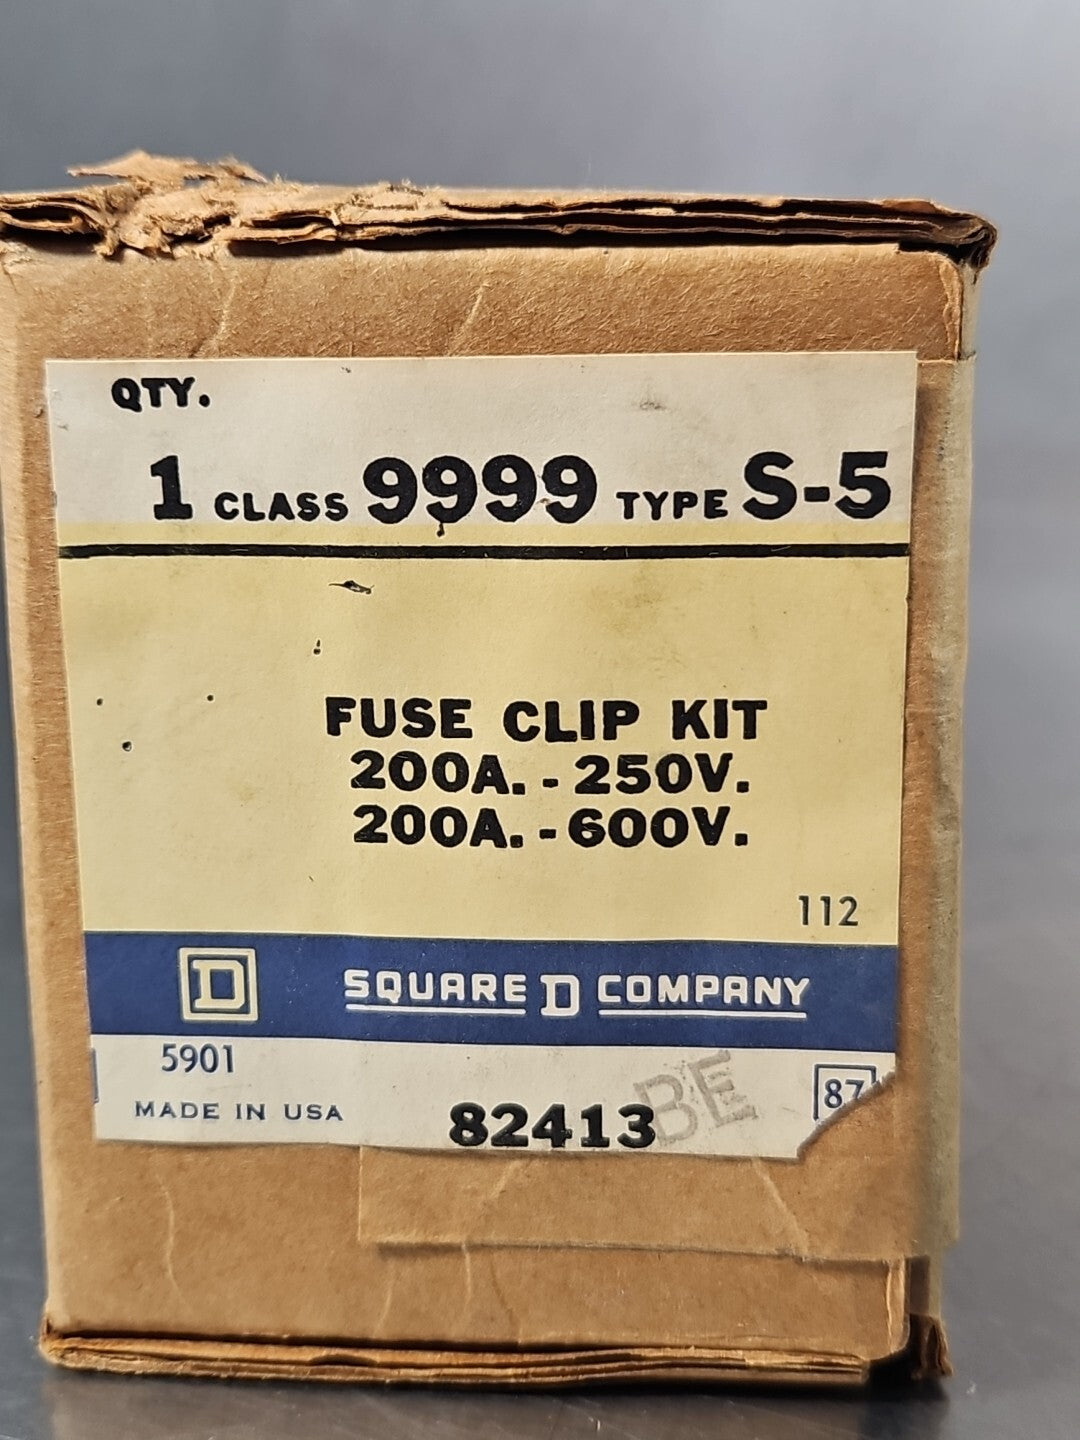 QTY.
1 CLASS 9999 TYPE S-5
FUSE CLIP KIT
200A. - 250V.
200A. - 600V.
112
D SQUARE D COMPANY
5901
MADE IN USA
82413
BE
87